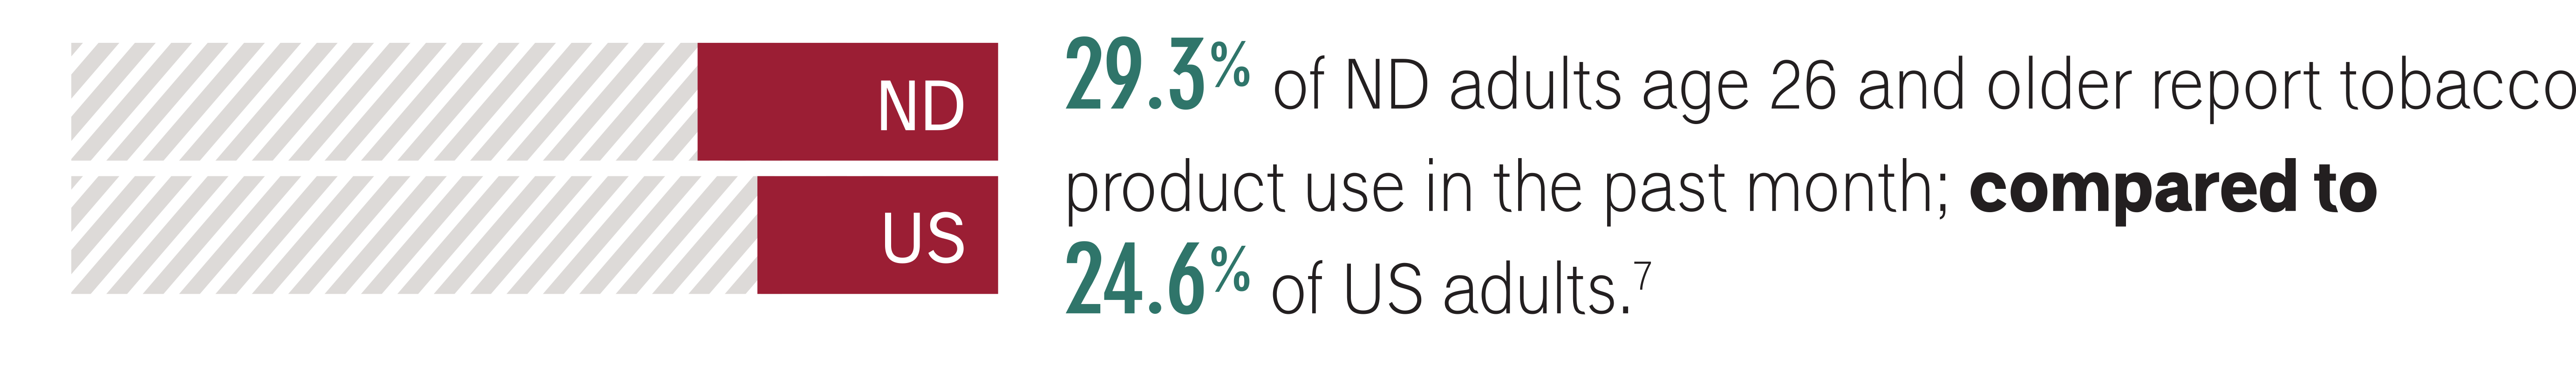 ND
US
29.3% of ND adults age 26 and older report tobacco
product use in the past month; compared to
24.6% of US adults.7